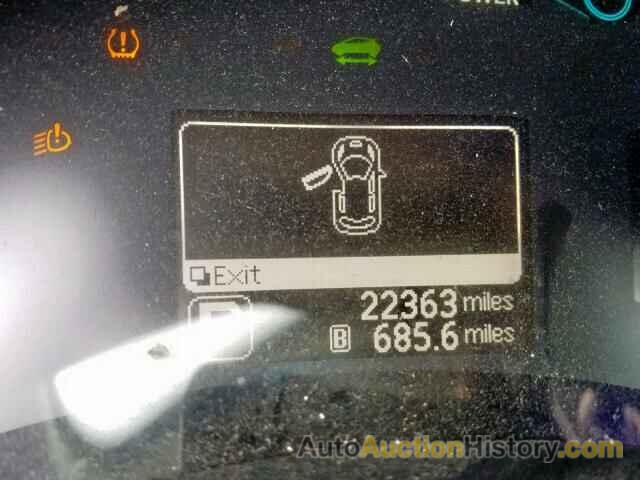 Exit
22363 miles
B 685.6 miles
AutoAuctionHistory.com